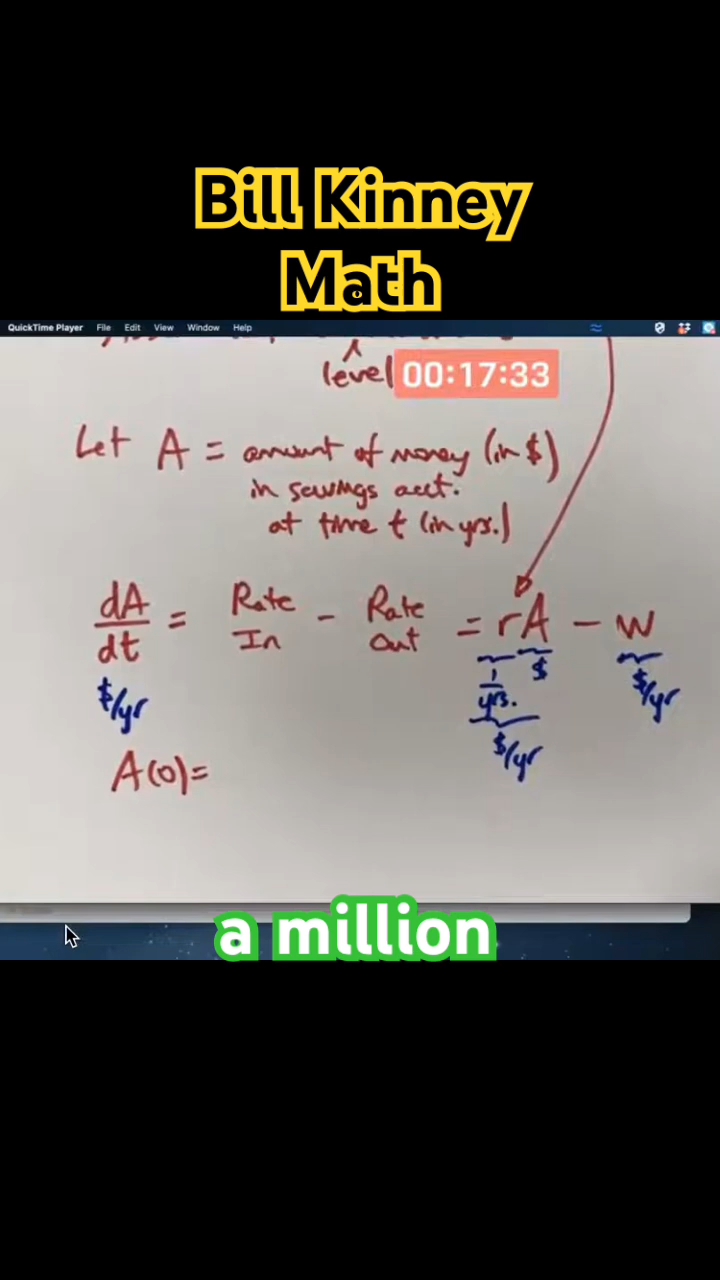 Bill Kinney
Math
QuickTime Player File Edit View Window Help
level 00:17:33
Let A = amount of money (in $)
in savings acct.
at time t (in yrs.)
dA/dt = Rate In - Rate Out = rA - w
$/yr 1/yrs. $ $/yr $/yr
A(0)=
a million